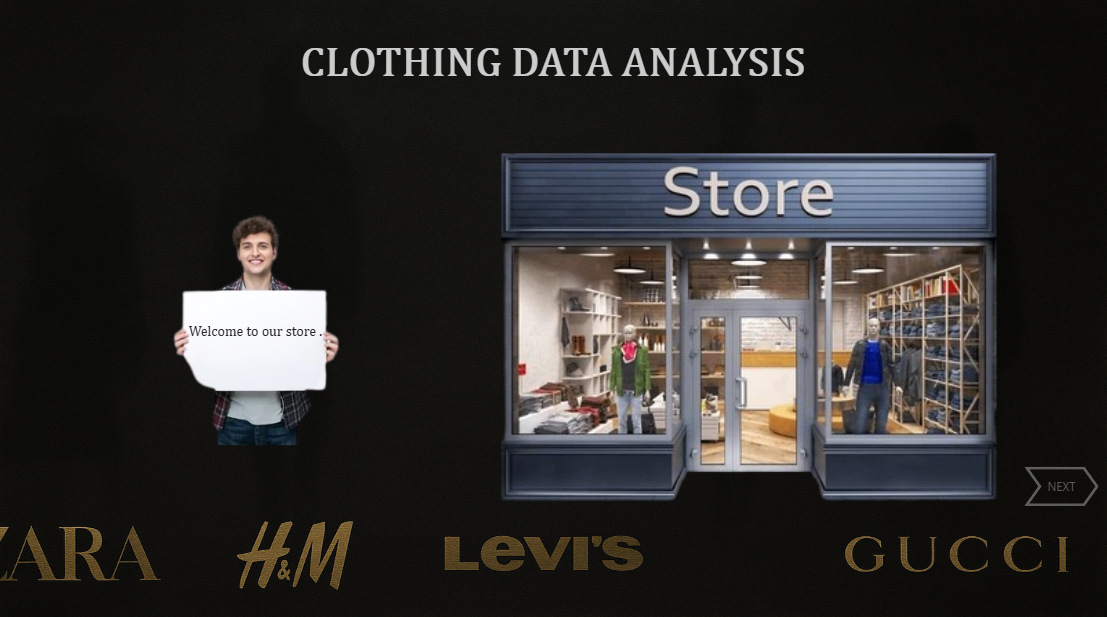 CLOTHING DATA ANALYSIS
Store
Welcome to our store .
NEXT
ZARA
H&M
LEVI'S
GUCCI